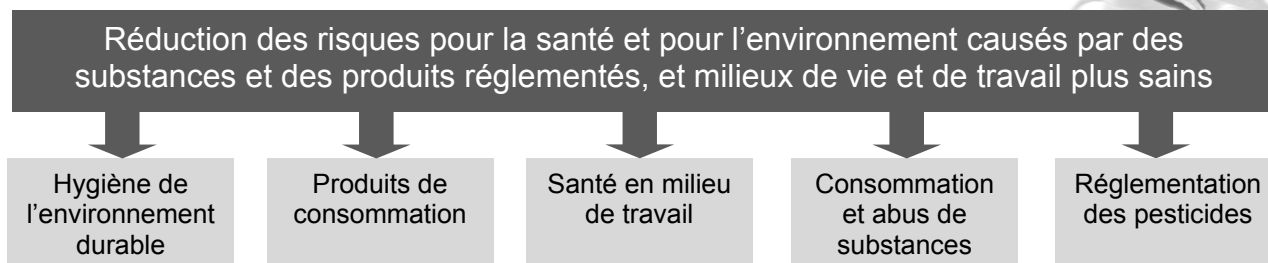 Réduction des risques pour la santé et pour l’environnement causés par des
substances et des produits réglementés, et milieux de vie et de travail plus sains
Hygiène de
l’environnement
durable
Produits de
consommation
Santé en milieu
de travail
Consommation
et abus de
substances
Réglementation
des pesticides